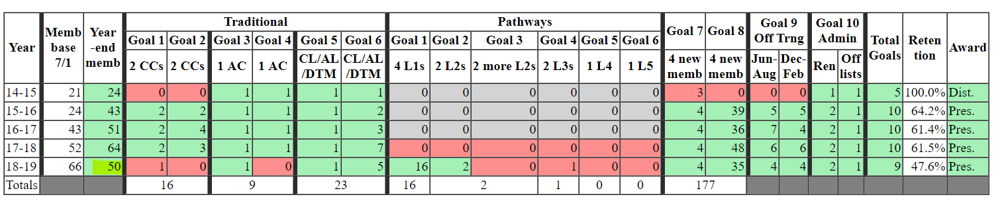 Year Memb base 7/1 Year -end memb Traditional Pathways Goal 7 Goal 8 Goal 9 Off Trng Goal 10 Admin Total Goals Reten tion Award
Goal 1 Goal 2 Goal 3 Goal 4 Goal 5 Goal 6 Goal 1 Goal 2 Goal 3 Goal 4 Goal 5 Goal 6
2 CCs 2 CCs 1 AC 1 AC CL/AL /DTM CL/AL /DTM 4 L1s 2 L2s 2 more L2s 2 L3s 1 L4 1 L5 4 new memb 4 new memb Jun- Aug Dec- Feb Ren Off lists
14-15 21 24 0 0 1 1 1 1 0 0 0 0 0 0 3 0 0 0 1 1 5 100.0% Dist.
15-16 24 43 2 2 1 1 1 2 0 0 0 0 0 0 4 39 5 5 2 1 10 64.2% Pres.
16-17 43 51 2 4 1 1 1 3 0 0 0 0 0 0 4 36 7 4 2 1 10 61.4% Pres.
17-18 52 64 2 3 1 1 1 7 0 0 0 0 0 0 4 48 6 6 2 1 10 61.5% Pres.
18-19 66 50 1 0 1 0 1 5 16 2 0 1 0 0 4 35 4 4 2 1 9 47.6% Pres.
Totals 16 9 23 16 2 1 0 0 177